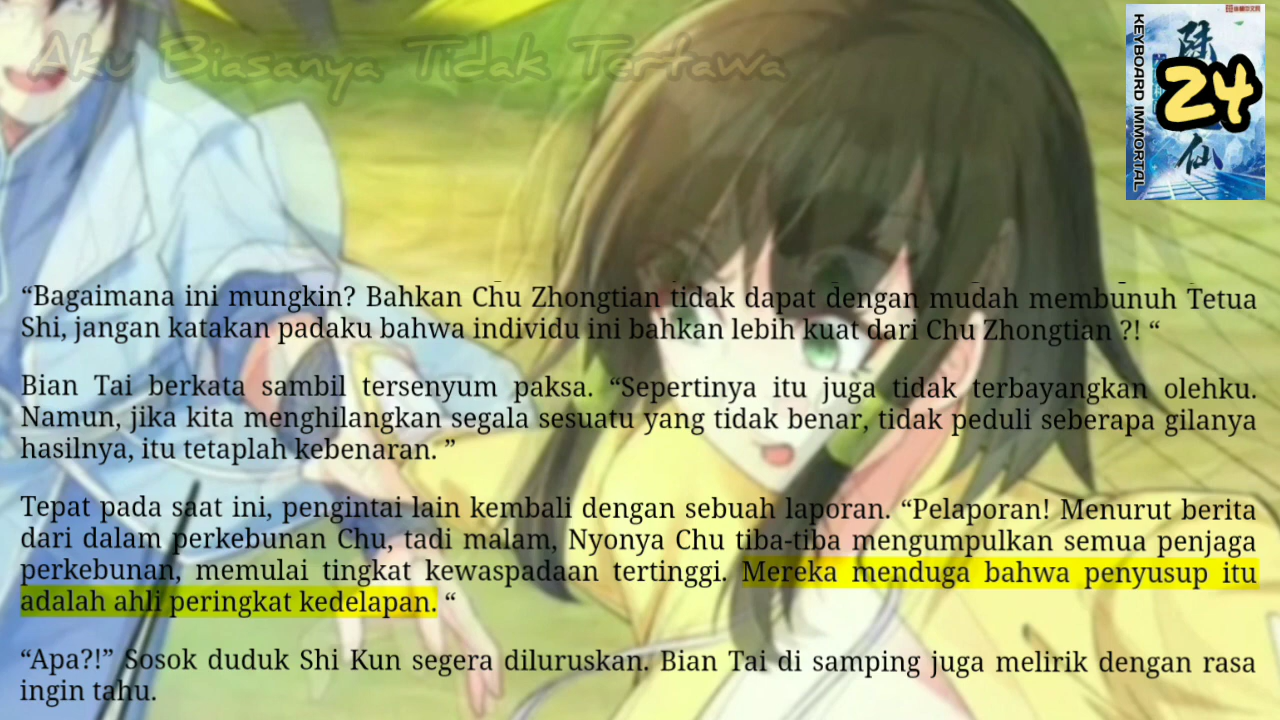 Aku Biasanya Tidak Tertawa
KEYBOARD IMMORTAL
24
仙
“Bagaimana ini mungkin? Bahkan Chu Zhongtian tidak dapat dengan mudah membunuh Tetua
Shi, jangan katakan padaku bahwa individu ini bahkan lebih kuat dari Chu Zhongtian ?! “
Bian Tai berkata sambil tersenyum paksa. “Sepertinya itu juga tidak terbayangkan olehku.
Namun, jika kita menghilangkan segala sesuatu yang tidak benar, tidak peduli seberapa gilanya
hasilnya, itu tetaplah kebenaran. ”
Tepat pada saat ini, pengintai lain kembali dengan sebuah laporan. “Pelaporan! Menurut berita
dari dalam perkebunan Chu, tadi malam, Nyonya Chu tiba-tiba mengumpulkan semua penjaga
perkebunan, memulai tingkat kewaspadaan tertinggi. Mereka menduga bahwa penyusup itu
adalah ahli peringkat kedelapan. “
“Apa?!” Sosok duduk Shi Kun segera diluruskan. Bian Tai di samping juga melirik dengan rasa
ingin tahu.